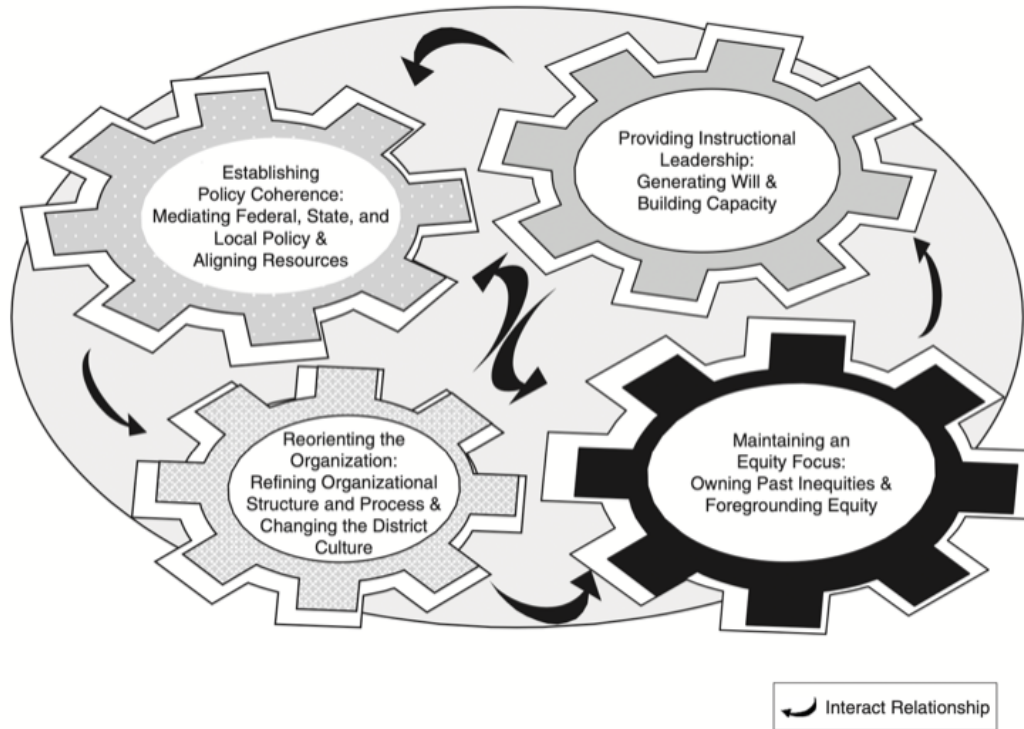 Establishing
Policy Coherence:
Mediating Federal, State, and
Local Policy &
Aligning Resources
Providing Instructional
Leadership:
Generating Will &
Building Capacity
Reorienting the
Organization:
Refining Organizational
Structure and Process &
Changing the District
Culture
Maintaining an
Equity Focus:
Owning Past Inequities &
Foregrounding Equity
Interact Relationship